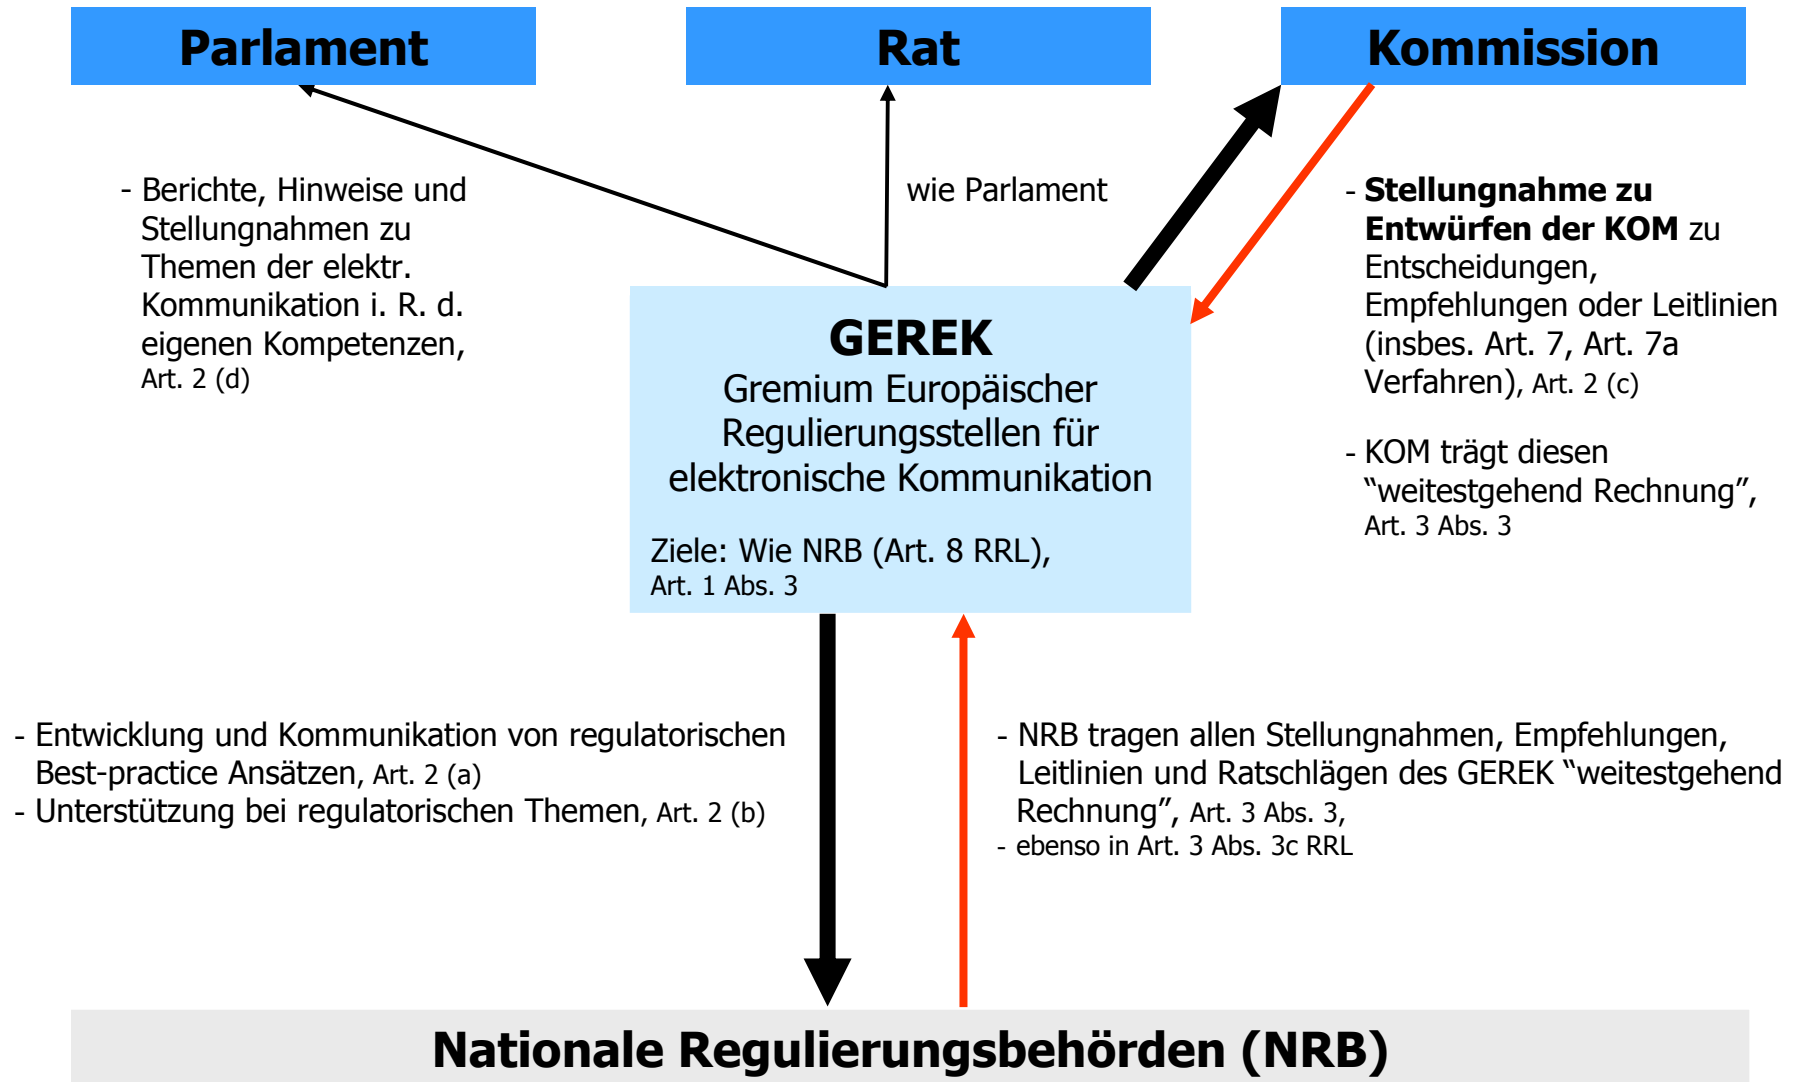 Parlament
Rat
Kommission
- Berichte, Hinweise und
Stellungnahmen zu
Themen der elektr.
Kommunikation i. R. d.
eigenen Kompetenzen,
Art. 2 (d)
wie Parlament
- Stellungnahme zu
Entwürfen der KOM zu
Entscheidungen,
Empfehlungen oder Leitlinien
(insbes. Art. 7, Art. 7a
Verfahren), Art. 2 (c)
- KOM trägt diesen
“weitestgehend Rechnung”,
Art. 3 Abs. 3
GEREK
Gremium Europäischer
Regulierungsstellen für
elektronische Kommunikation
Ziele: Wie NRB (Art. 8 RRL),
Art. 1 Abs. 3
- Entwicklung und Kommunikation von regulatorischen
Best-practice Ansätzen, Art. 2 (a)
- Unterstützung bei regulatorischen Themen, Art. 2 (b)
- NRB tragen allen Stellungnahmen, Empfehlungen,
Leitlinien und Ratschlägen des GEREK “weitestgehend
Rechnung”, Art. 3 Abs. 3,
- ebenso in Art. 3 Abs. 3c RRL
Nationale Regulierungsbehörden (NRB)